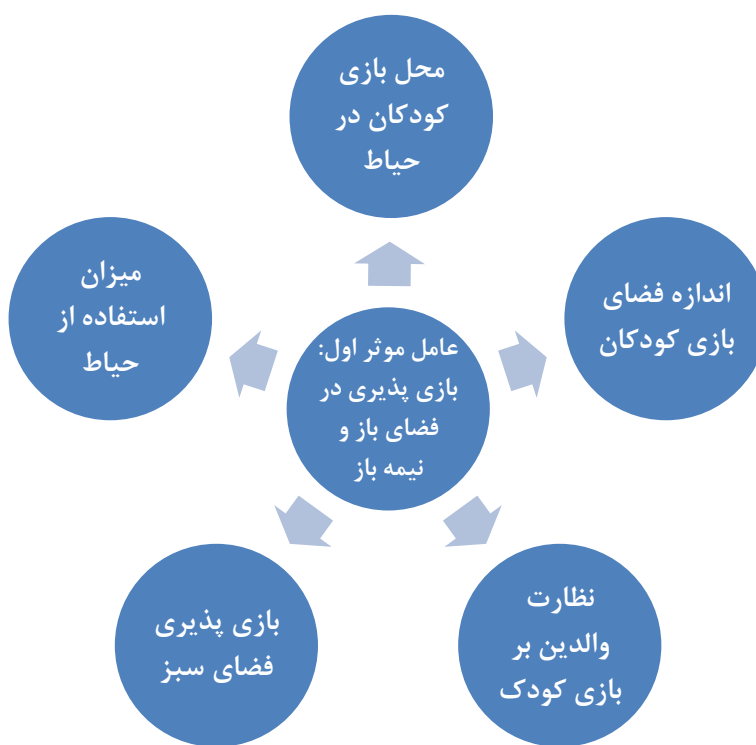 محل بازی
کودکان در
حیاط
اندازه فضای
بازی کودکان
میزان
استفاده از
حیاط
عامل موثر اول:
بازی پذیری در
فضای باز و
نیمه باز
نظارت
والدین بر
بازی کودک
بازی پذیری
فضای سبز